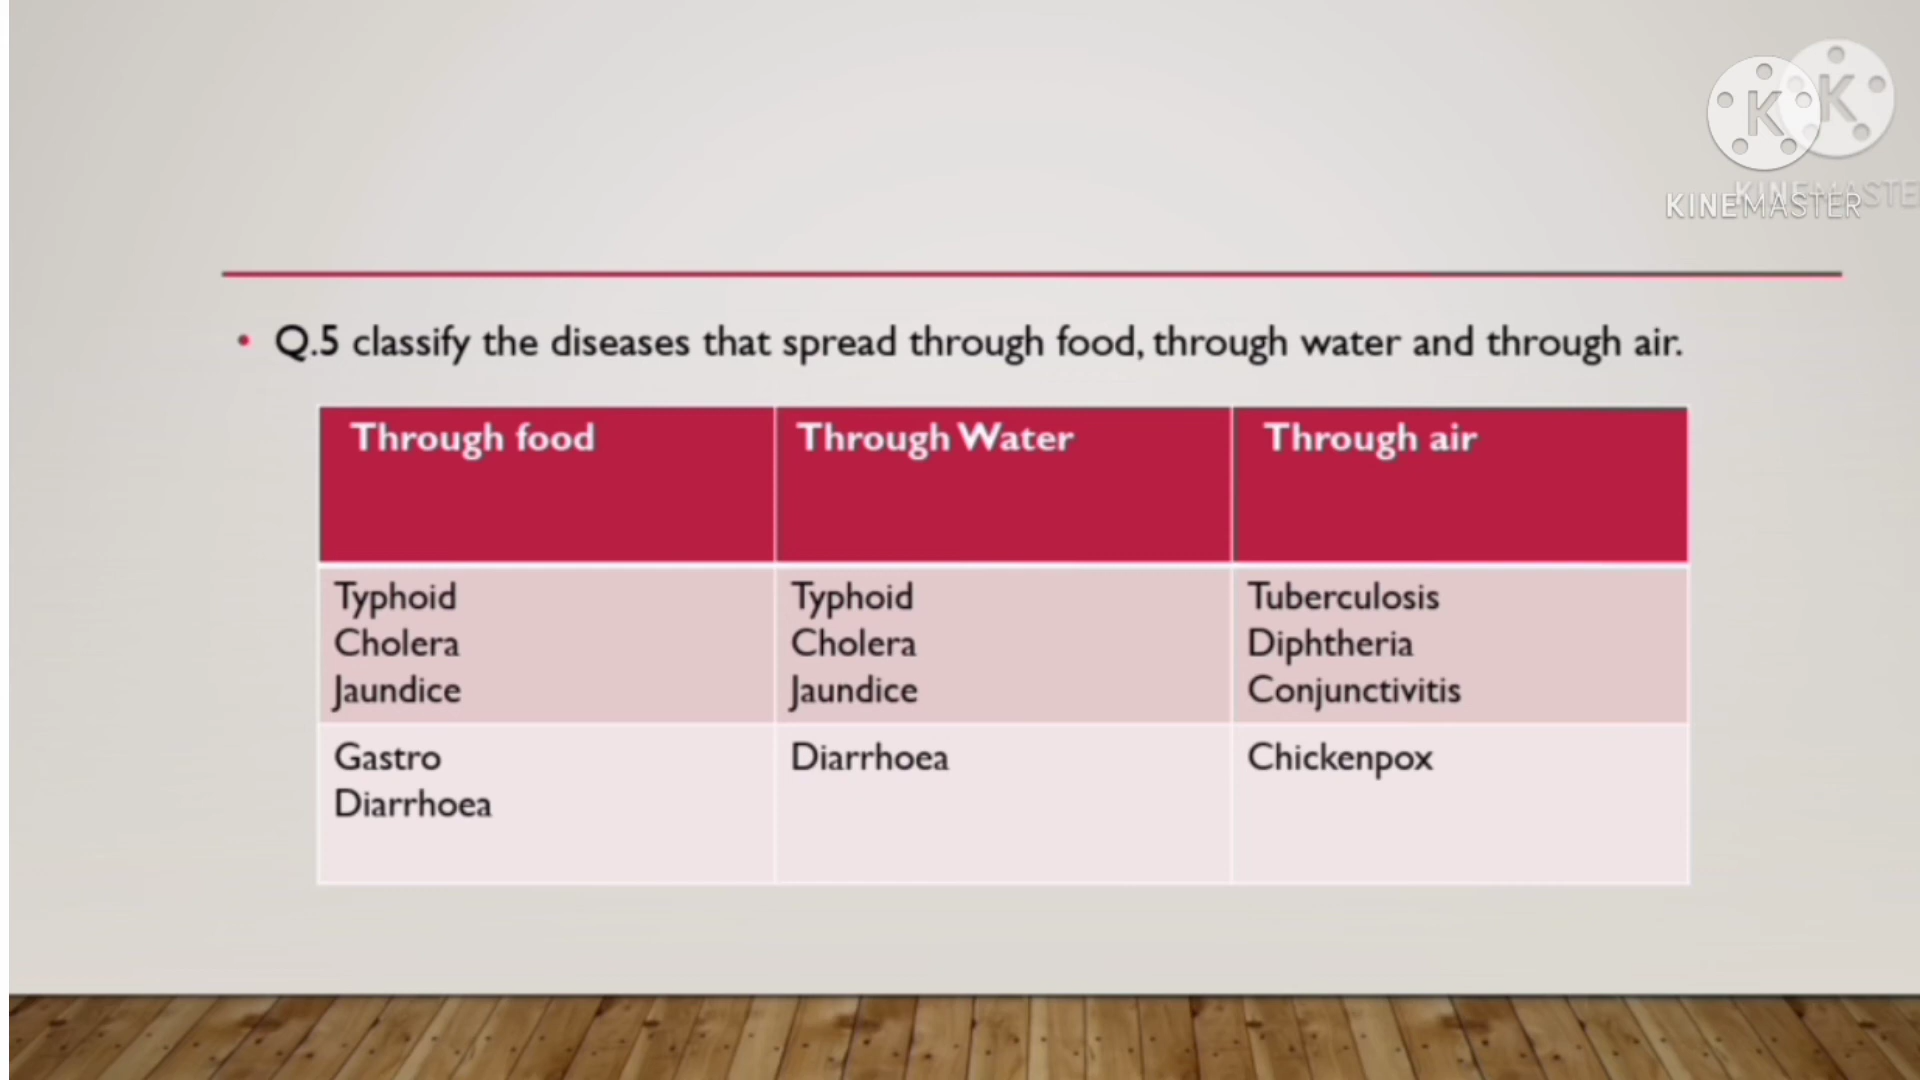 K K
KINEMASTER
KINEMASTE
• Q.5 classify the diseases that spread through food, through water and through air.
Through food Through Water Through air
Typhoid Typhoid Tuberculosis
Cholera Cholera Diphtheria
Jaundice Jaundice Conjunctivitis
Gastro Diarrhoea Chickenpox
Diarrhoea